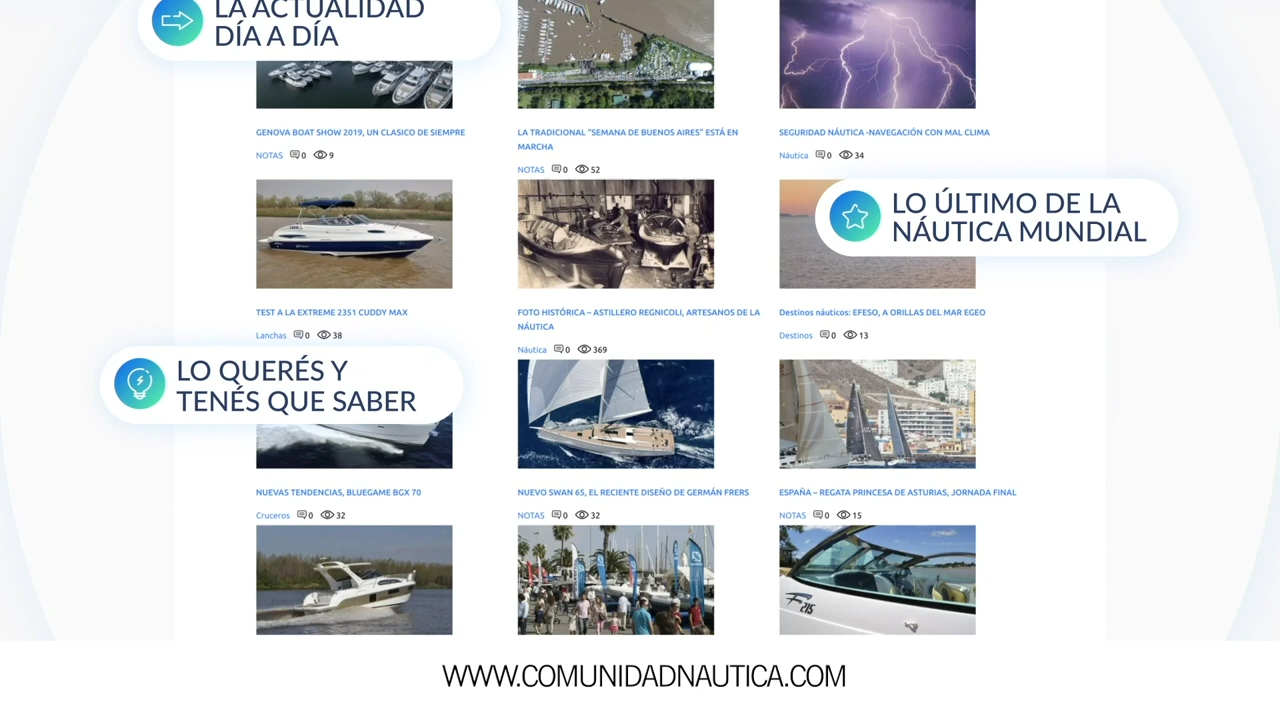 LA ACTUALIDAD
DÍA A DÍA
GENOVA BOAT SHOW 2019, UN CLASICO DE SIEMPRE
NOTAS 0 9
LA TRADICIONAL "SEMANA DE BUENOS AIRES" ESTÁ EN
MARCHA
NOTAS 0 52
SEGURIDAD NÁUTICA -NAVEGACIÓN CON MAL CLIMA
Náutica 0 34
LO ÚLTIMO DE LA
NÁUTICA MUNDIAL
TEST A LA EXTREME 2351 CUDDY MAX
Lanchas 0 38
FOTO HISTÓRICA – ASTILLERO REGNICOLI, ARTESANOS DE LA
NÁUTICA
Náutica 0 369
Destinos náuticos: EFESO, A ORILLAS DEL MAR EGEO
Destinos 0 13
LO QUERÉS Y
TENÉS QUE SABER
NUEVAS TENDENCIAS, BLUEGAME BGX 70
Cruceros 0 32
NUEVO SWAN 65, EL RECIENTE DISEÑO DE GERMÁN FRERS
NOTAS 0 32
ESPAÑA – REGATA PRINCESA DE ASTURIAS, JORNADA FINAL
NOTAS 0 15
F 215
WWW.COMUNIDADNAUTICA.COM